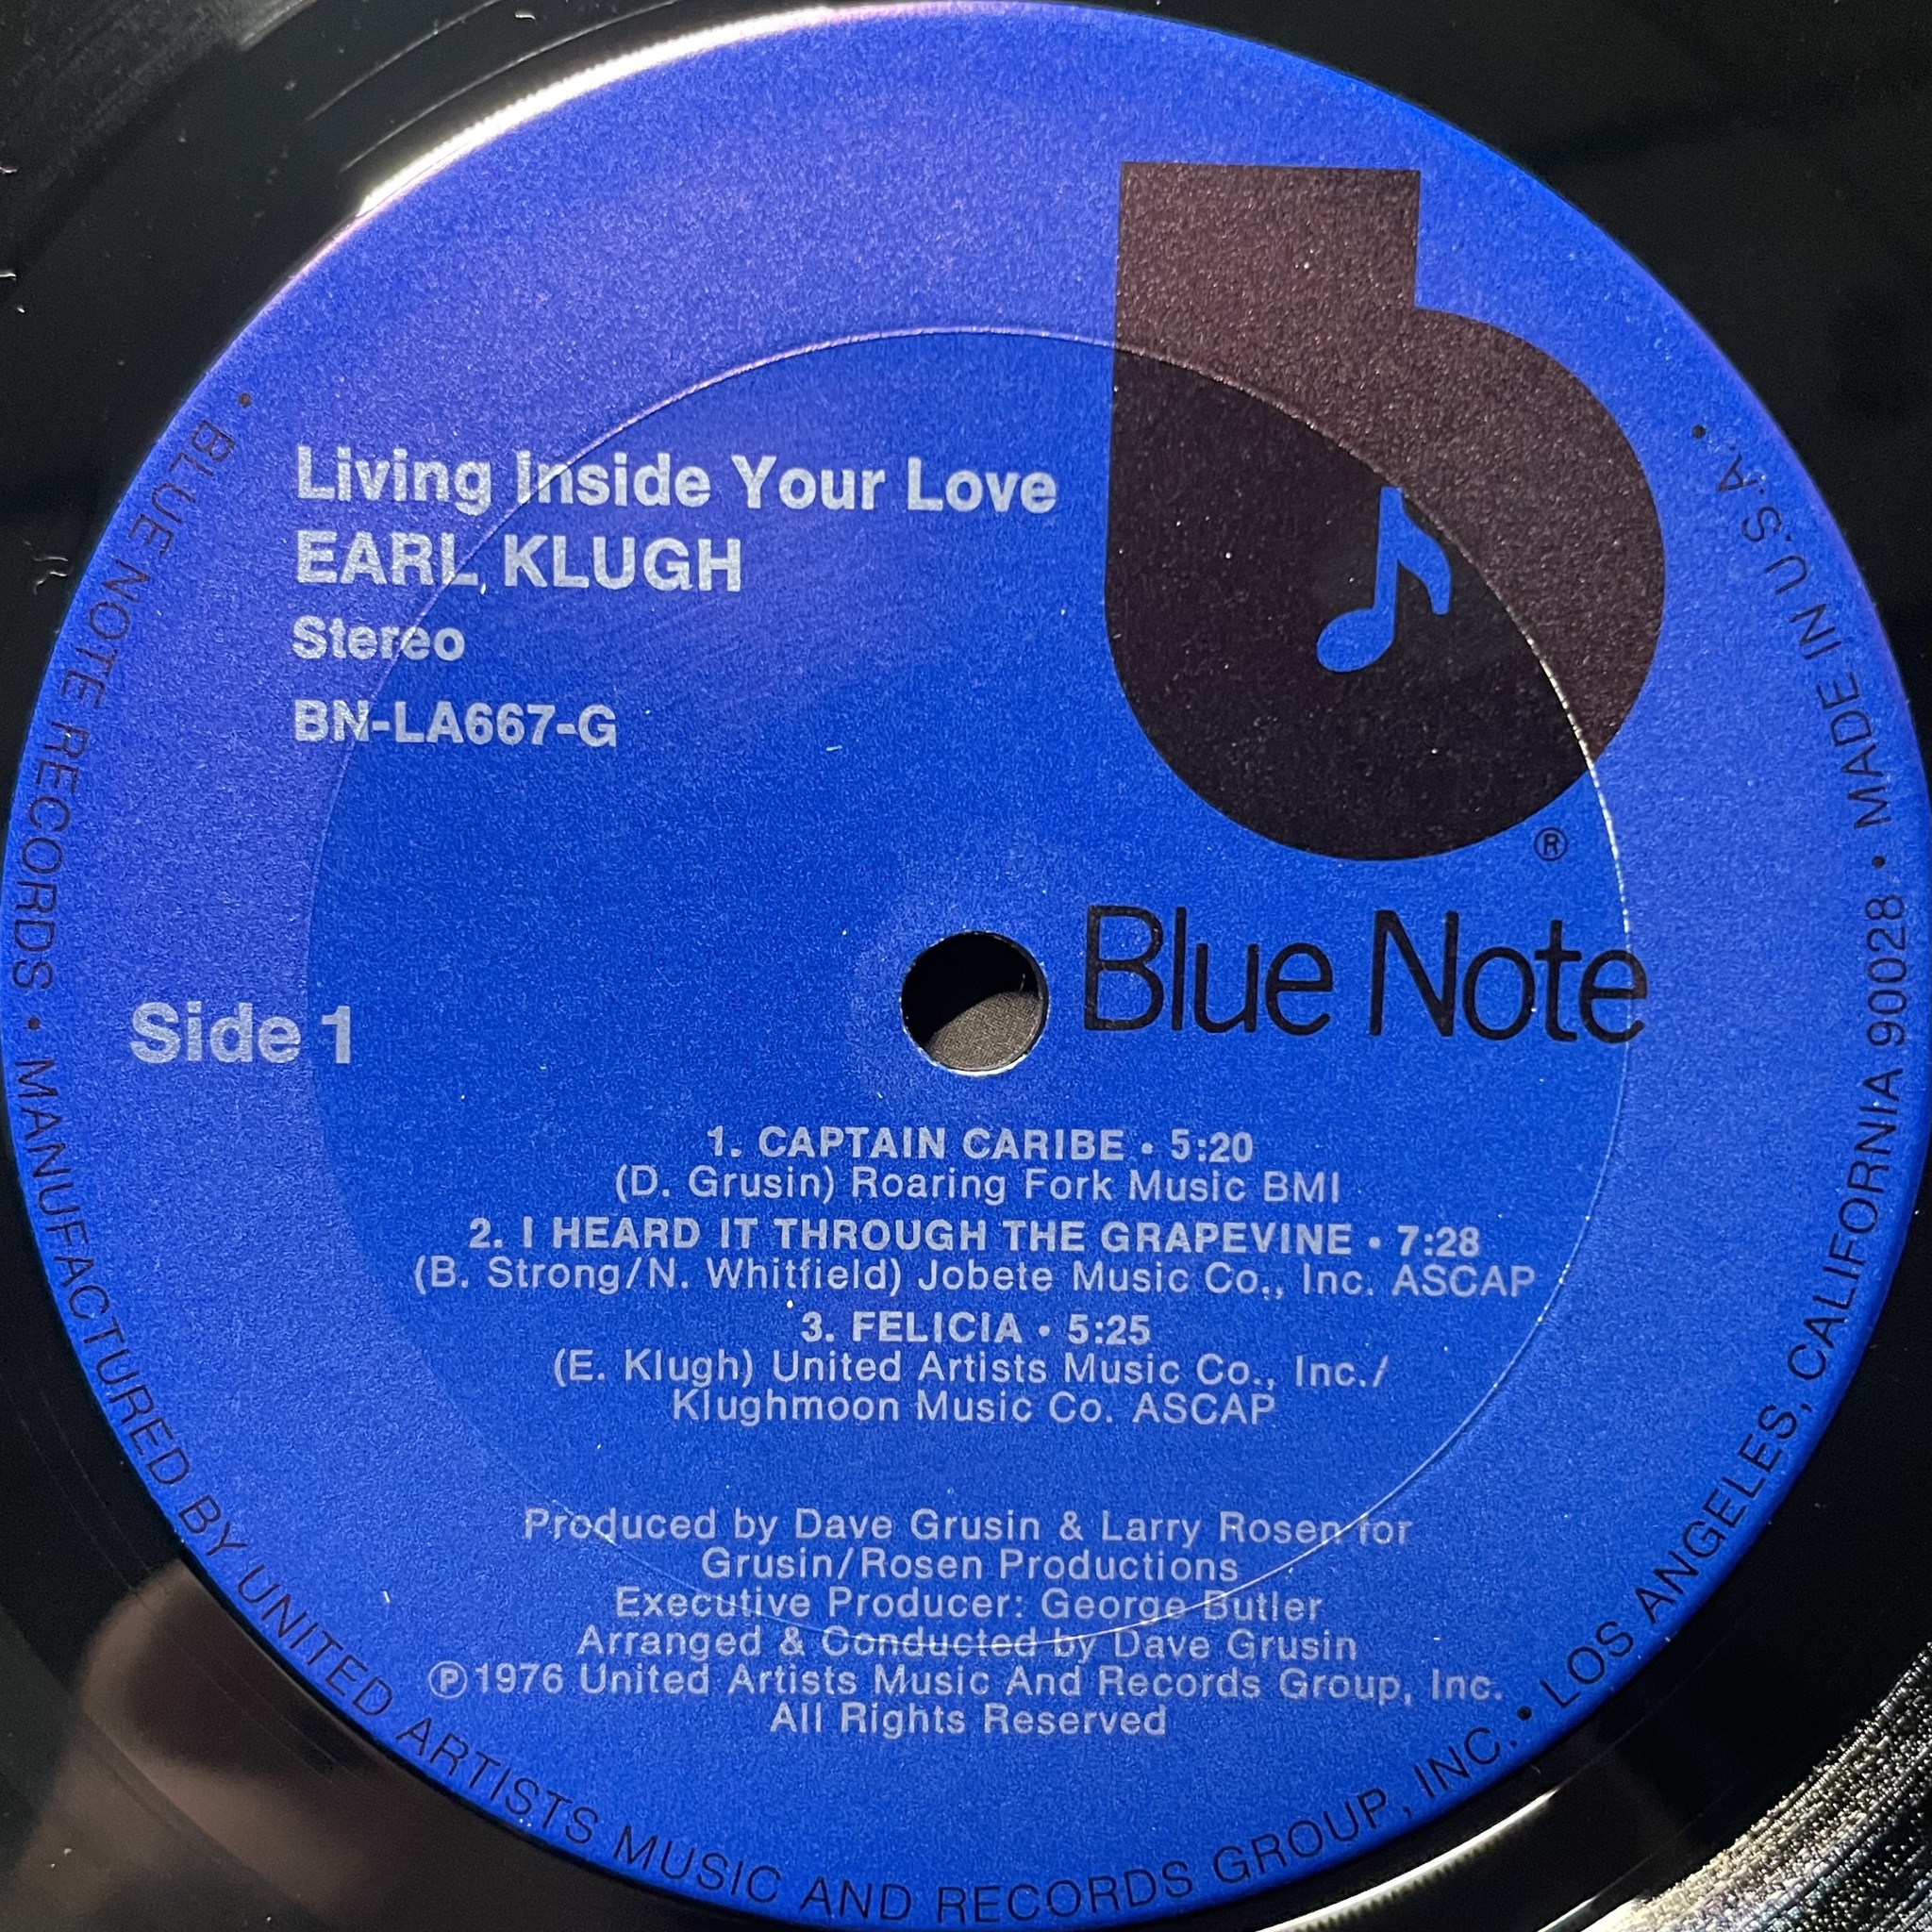 Living Inside Your Love
EARL KLUGH
Stereo
BN-LA667-G
®
Blue Note
Side 1
1. CAPTAIN CARIBE • 5:20
(D. Grusin) Roaring Fork Music BMI
2. I HEARD IT THROUGH THE GRAPEVINE • 7:28
(B. Strong/N. Whitfield) Jobete Music Co., Inc. ASCAP
3. FELICIA • 5:25
(E. Klugh) United Artists Music Co., Inc./
Klughmoon Music Co. ASCAP
Produced by Dave Grusin & Larry Rosen for
Grusin/Rosen Productions
Executive Producer: George Butler
Arranged & Conducted by Dave Grusin
℗1976 United Artists Music And Records Group, Inc.
All Rights Reserved
• BLUE NOTE RECORDS • MANUFACTURED BY UNITED ARTISTS MUSIC AND RECORDS GROUP, INC. • LOS ANGELES, CALIFORNIA 90028 • MADE IN U.S.A. •